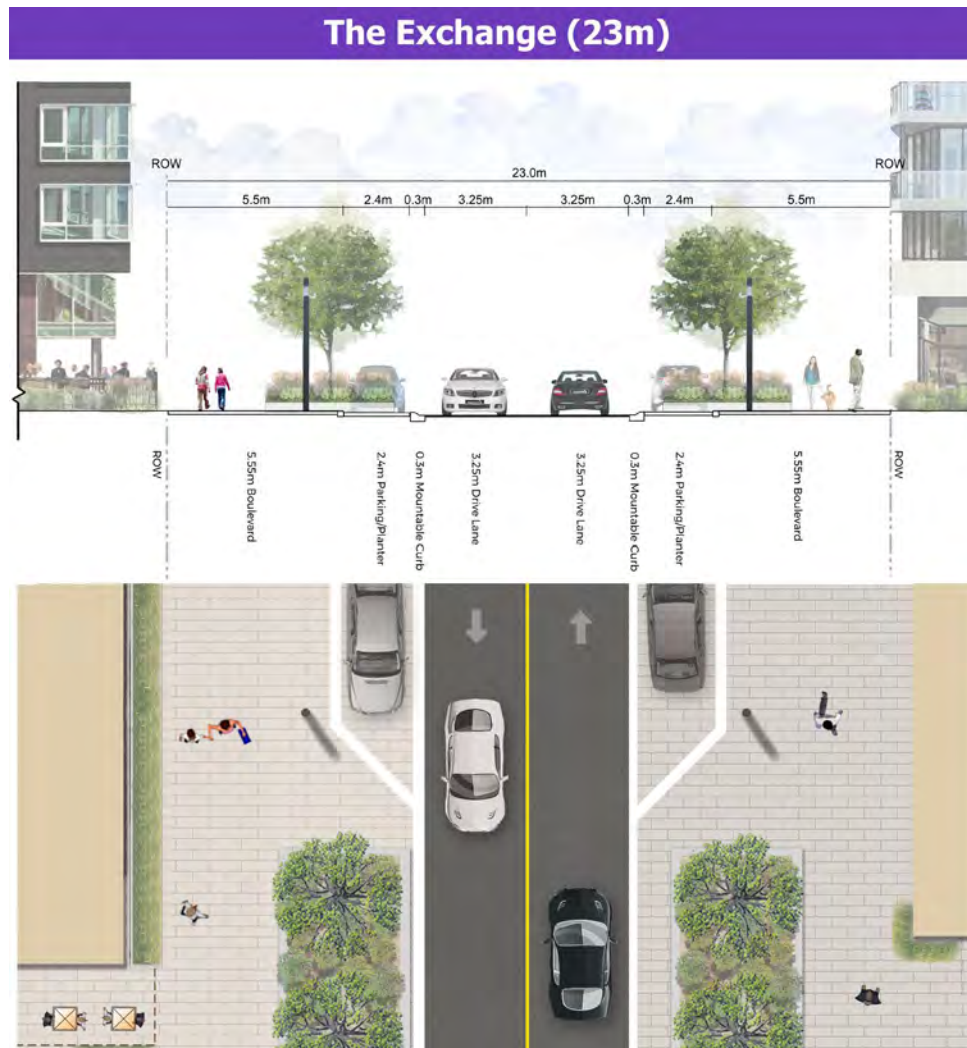 The Exchange (23m)
ROW
ROW
23.0m
5.5m 2.4m 0.3m 3.25m 3.25m 0.3m 2.4m 5.5m
ROW
5.55m Boulevard
2.4m Parking/Planter
0.3m Mountable Curb
3.25m Drive Lane
3.25m Drive Lane
0.3m Mountable Curb
2.4m Parking/Planter
5.55m Boulevard
ROW